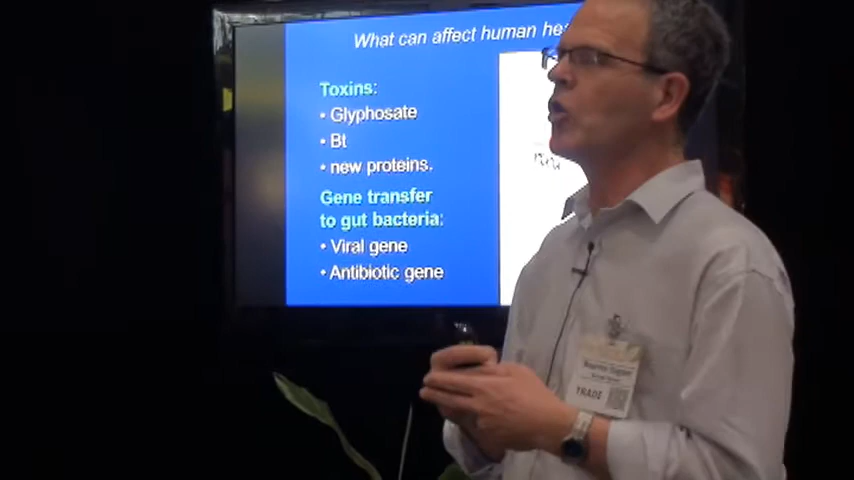 What can affect human hea
Toxins:
• Glyphosate
• Bt
• new proteins.
Gene transfer
to gut bacteria:
• Viral gene
• Antibiotic gene
TRADE